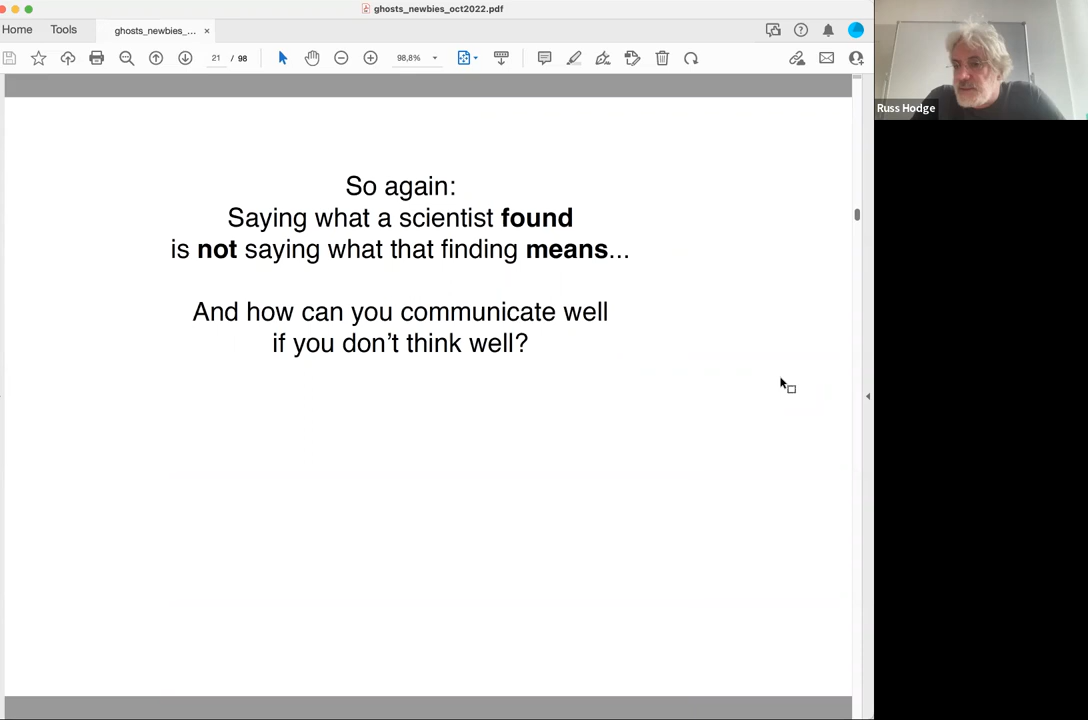 ghosts_newbies_oct2022.pdf
Home
Tools
ghosts_newbies_...
×
21 / 98
98,8%
Russ Hodge
So again:
Saying what a scientist found
is not saying what that finding means...
And how can you communicate well
if you don’t think well?